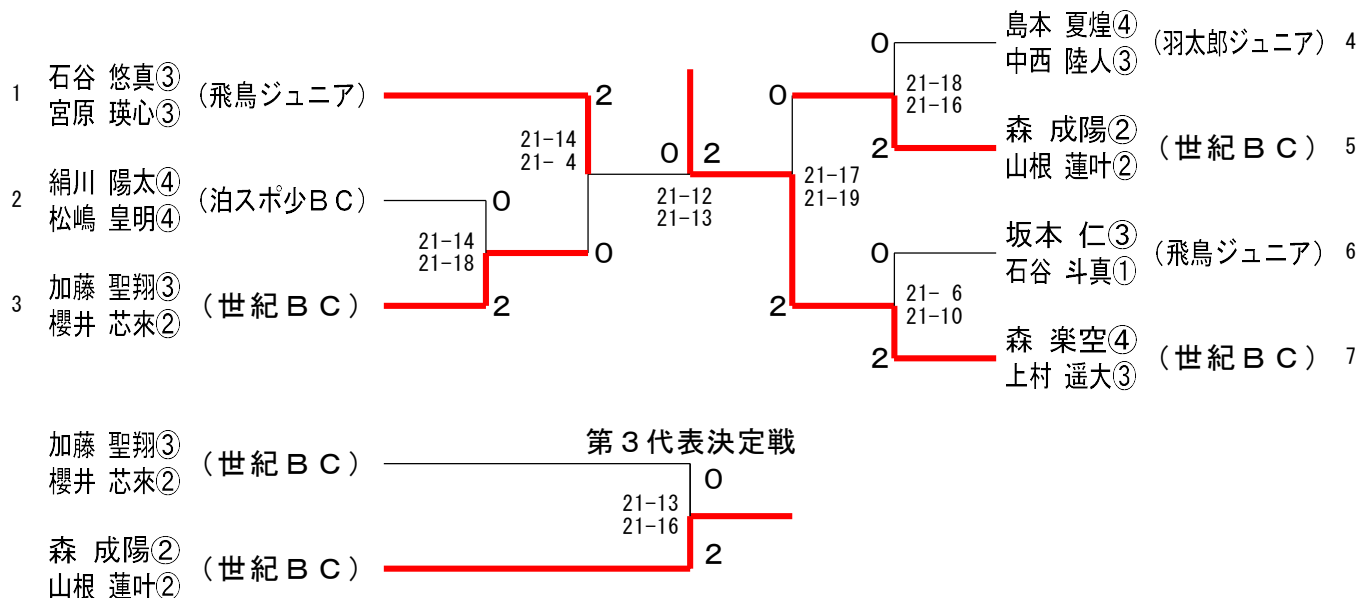 1 石谷 悠真③ (飛鳥ジュニア)
宮原 瑛心③
2
21-14
21- 4
2 絹川 陽太④ (泊スポ少ＢＣ)
松嶋 皇明④
0
21-14
21-18
0
3 加藤 聖翔③ (世紀ＢＣ)
櫻井 芯來②
2
0 2
21-12
21-13
島本 夏煌④ (羽太郎ジュニア) 4
中西 陸人③
0
21-18
21-16
0
森 成陽② (世紀ＢＣ) 5
山根 蓮叶②
2
21-17
21-19
坂本 仁③ (飛鳥ジュニア) 6
石谷 斗真①
0
21- 6
21-10
2
森 楽空④ (世紀ＢＣ) 7
上村 遥大③
2
第３代表決定戦
加藤 聖翔③ (世紀ＢＣ)
櫻井 芯來②
0
21-13
21-16
森 成陽② (世紀ＢＣ)
山根 蓮叶②
2